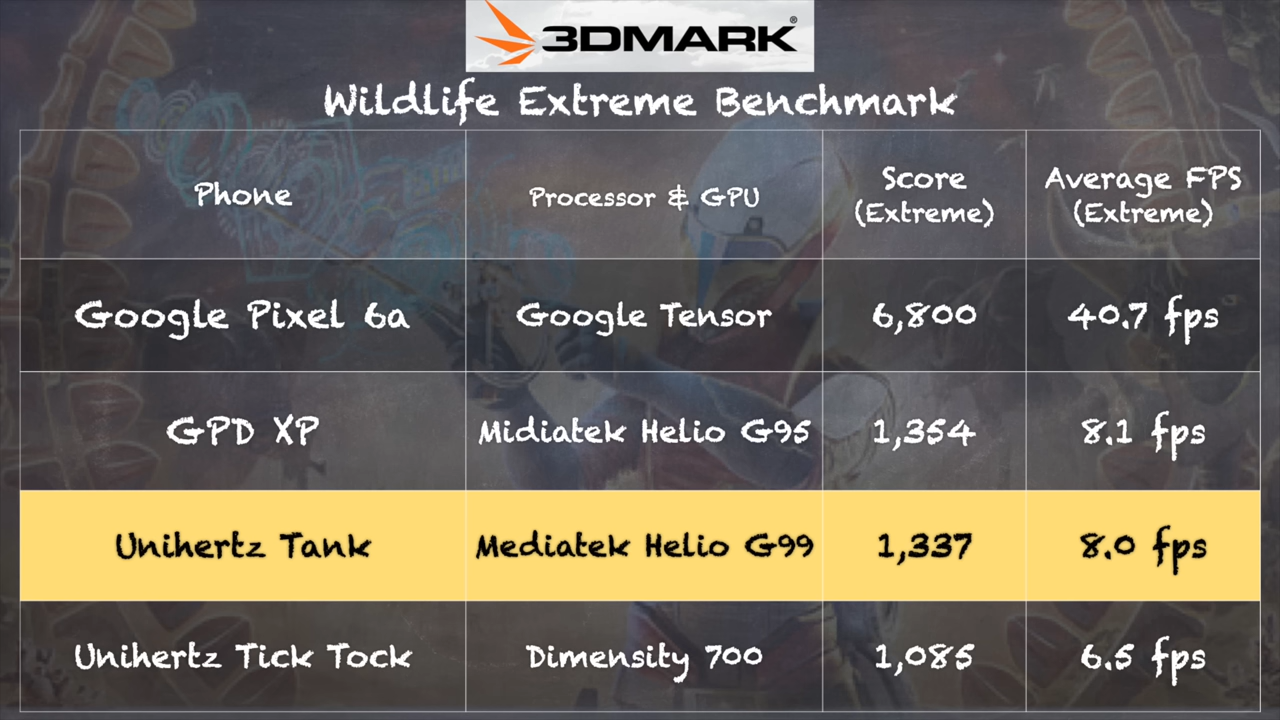 3DMARK®
Wildlife Extreme Benchmark
Phone
Processor & GPU
Score
(Extreme)
Average FPS
(Extreme)
Google Pixel 6a
Google Tensor
6,800
40.7 fps
GPD XP
Midiatek Helio G95
1,354
8.1 fps
Unihertz Tank
Mediatek Helio G99
1,337
8.0 fps
Unihertz Tick Tock
Dimensity 700
1,085
6.5 fps